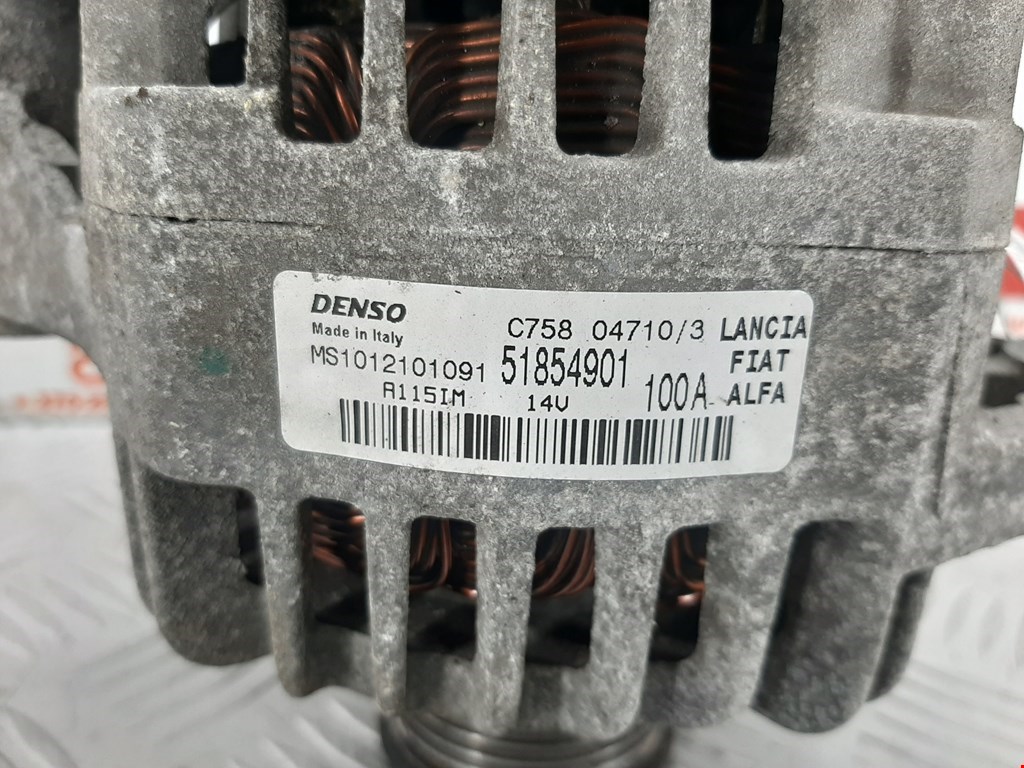 DENSO
Made in Italy
C758 04710/3 LANCIA
MS1012101091 51854901 FIAT
A115IM 14V 100A ALFA